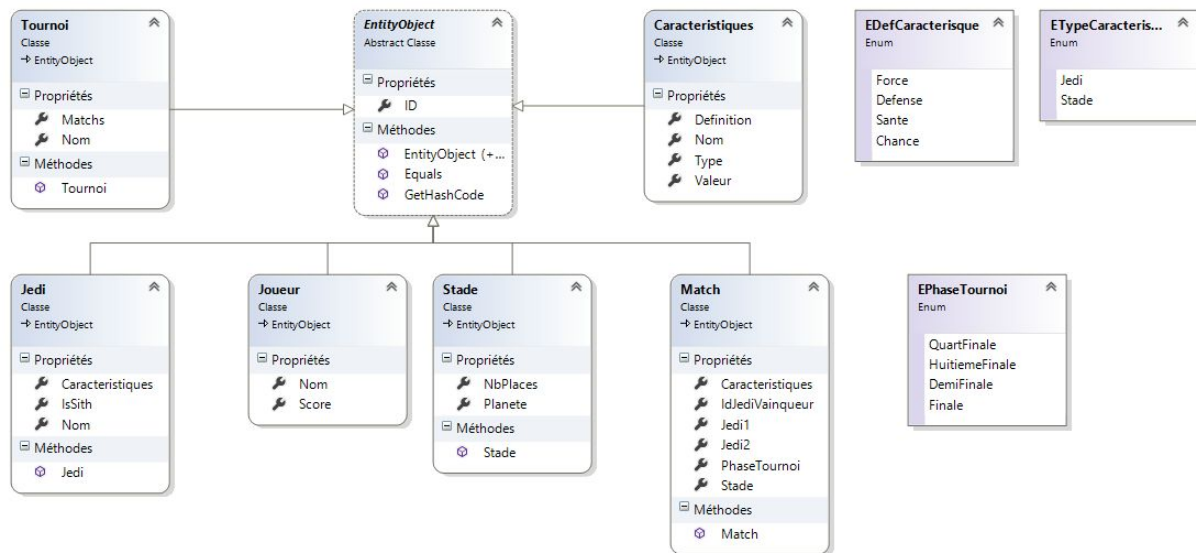 Tournoi
Classe
EntityObject
Propriétés
Matchs
Nom
Méthodes
Tournoi
EntityObject
Abstract Classe
Propriétés
ID
Méthodes
EntityObject (+...
Equals
GetHashCode
Caracteristiques
Classe
EntityObject
Propriétés
Definition
Nom
Type
Valeur
EDefCaracterisque
Enum
Force
Defense
Sante
Chance
ETypeCaracteris...
Enum
Jedi
Stade
Jedi
Classe
EntityObject
Propriétés
Caracteristiques
IsSith
Nom
Méthodes
Jedi
Joueur
Classe
EntityObject
Propriétés
Nom
Score
Stade
Classe
EntityObject
Propriétés
NbPlaces
Planete
Méthodes
Stade
Match
Classe
EntityObject
Propriétés
Caracteristiques
IdJediVainqueur
Jedi1
Jedi2
PhaseTournoi
Stade
Méthodes
Match
EPhaseTournoi
Enum
QuartFinale
HuitiemeFinale
DemiFinale
Finale